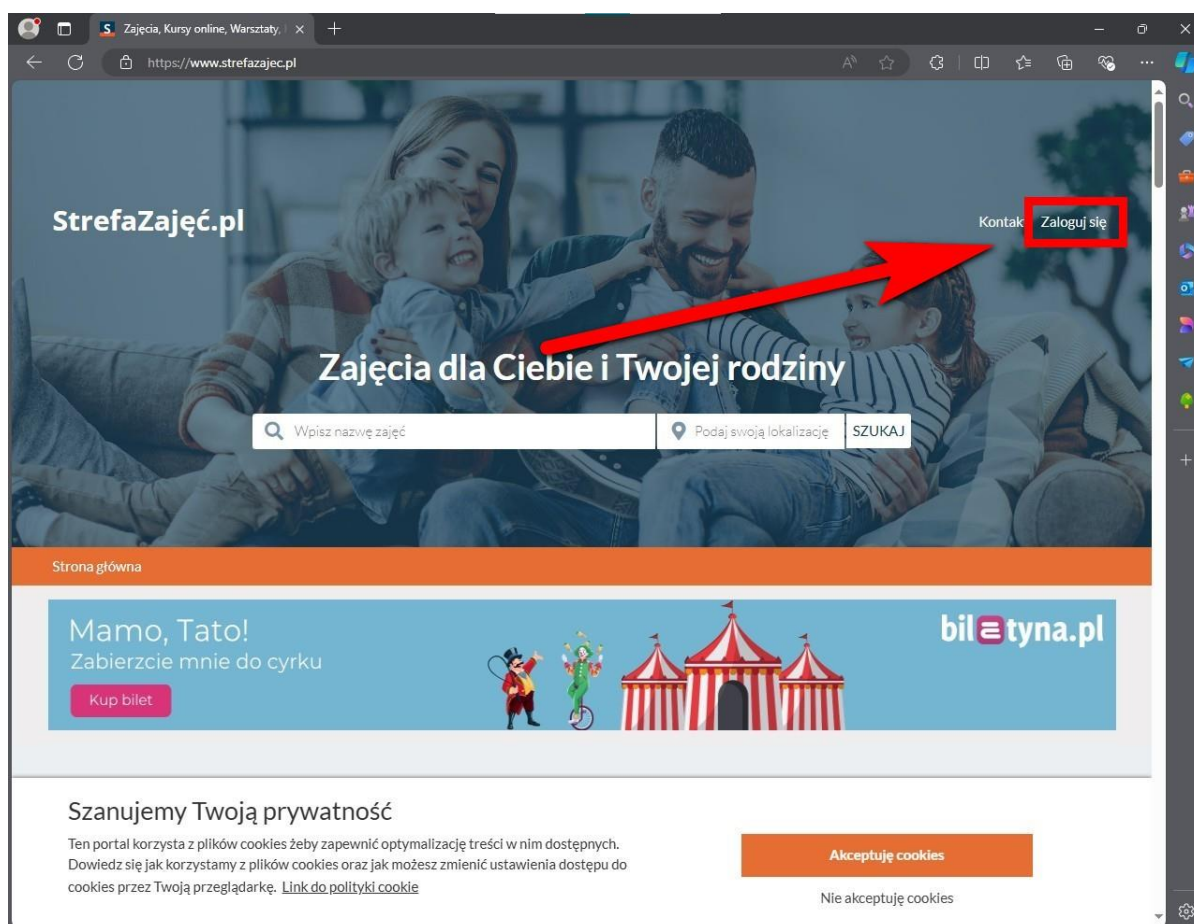 Zajęcia, Kursy online, Warsztaty,
https://www.strefazajec.pl
StrefaZajęć.pl
Kontak
Zaloguj się
Zajęcia dla Ciebie i Twojej rodziny
Wpisz nazwę zajęć
Podaj swoją lokalizację
SZUKAJ
Strona główna
Mamo, Tato!
Zabierzcie mnie do cyrku
Kup bilet
biletyna.pl
Szanujemy Twoją prywatność
Ten portal korzysta z plików cookies żeby zapewnić optymalizację treści w nim dostępnych.
Dowiedz się jak korzystamy z plików cookies oraz jak możesz zmienić ustawienia dostępu do
cookies przez Twoją przeglądarkę. Link do polityki cookie
Akceptuję cookies
Nie akceptuję cookies